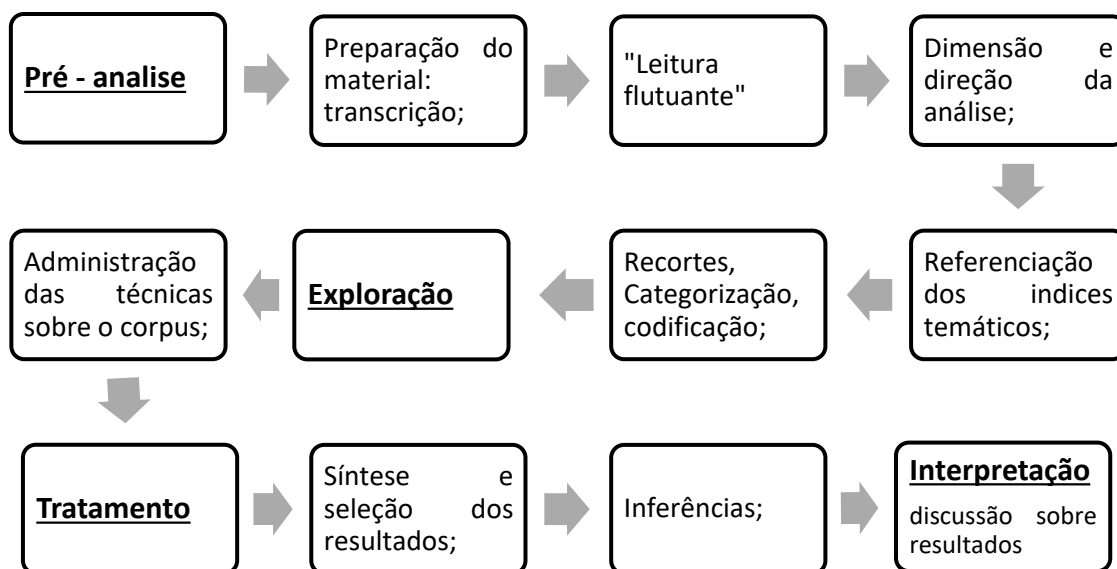 Pré - analise
Preparação do
material:
transcrição;
"Leitura
flutuante"
Dimensão e
direção da
análise;
Referenciação
dos indices
temáticos;
Recortes,
Categorização,
codificação;
Exploração
Administração
das técnicas
sobre o corpus;
Tratamento
Síntese e
seleção dos
resultados;
Inferências;
Interpretação
discussão sobre
resultados